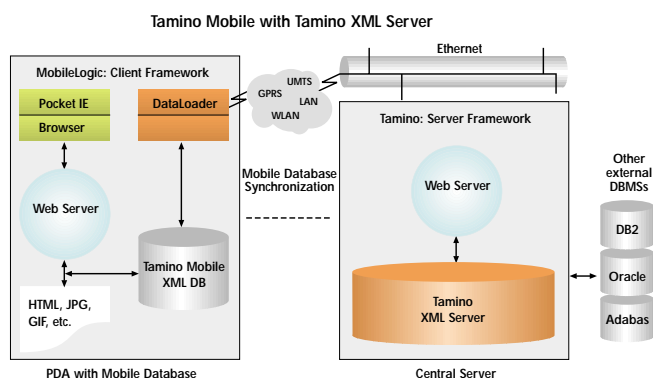 Tamino Mobile with Tamino XML Server
Ethernet
MobileLogic: Client Framework
Pocket IE
Browser
DataLoader
UMTS
GPRS
LAN
WLAN
Tamino: Server Framework
Web Server
Mobile Database
Synchronization
Web Server
Other
external
DBMSs
DB2
Oracle
Adabas
Tamino Mobile
XML DB
HTML, JPG,
GIF, etc.
Tamino
XML Server
PDA with Mobile Database
Central Server